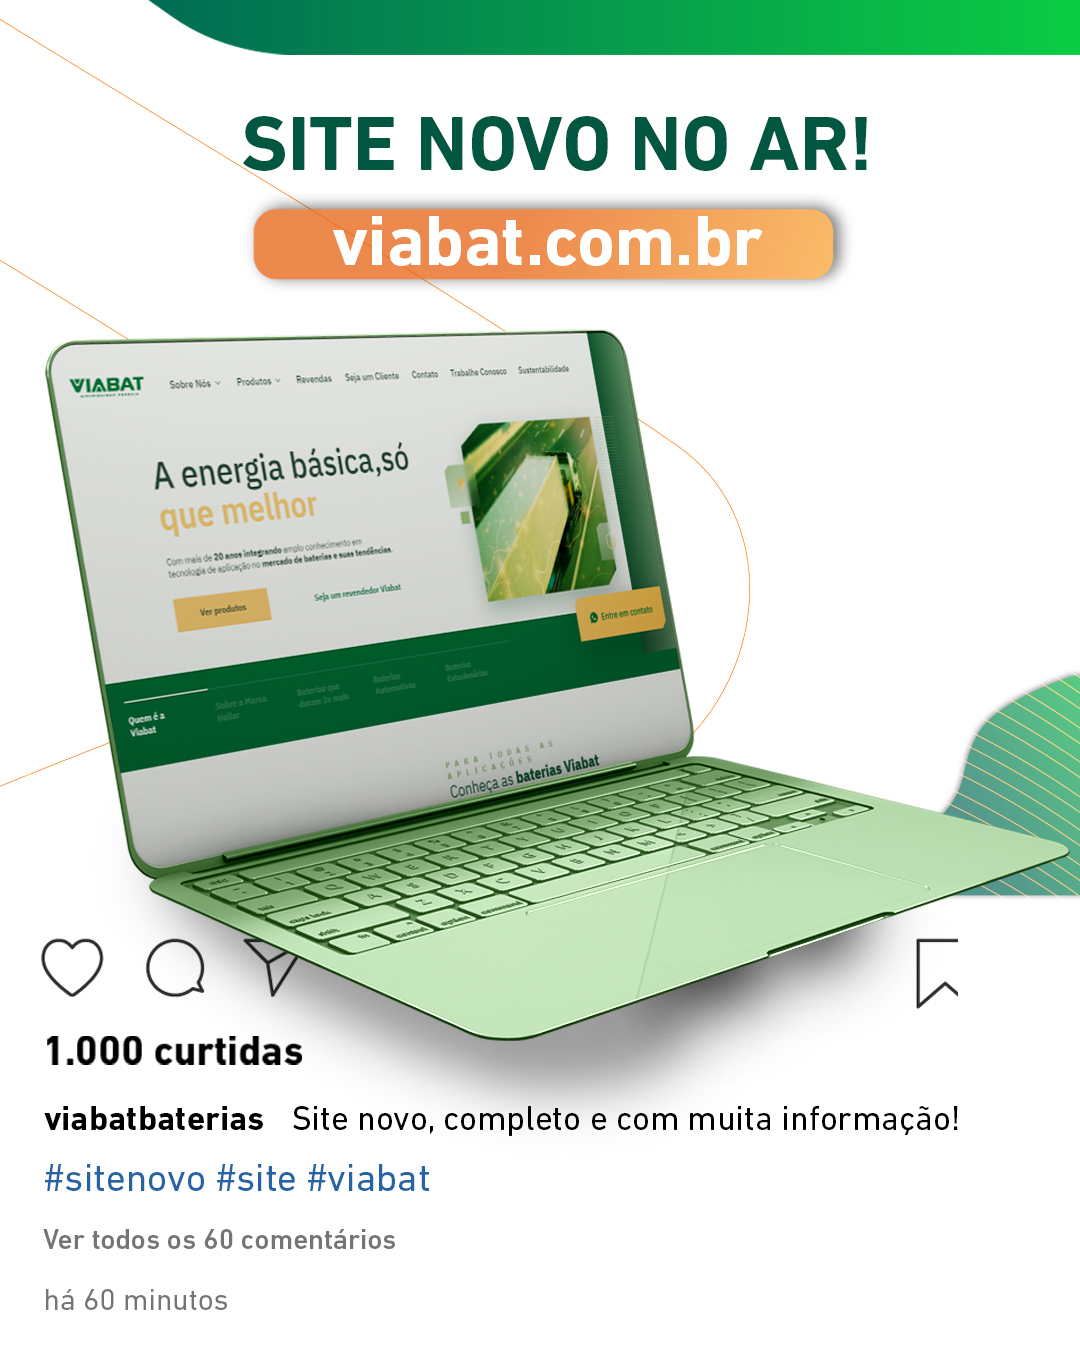 SITE NOVO NO AR!
viabat.com.br
VIABAT
Sobre Nós Produtos Revendas Seja um Cliente Contato Trabalhe Conosco Sustentabilidade
A energia básica,só
que melhor
Com mais de 20 anos integrando amplo conhecimento em
tecnologia de aplicação no mercado de baterias e suas tendências.
Ver produtos
Seja um revendedor Viabat
Entre em contato
Quem é a
Viabat
Sobre a Marca
Baterias que
duram 2x mais
Baterias
Automotivas
Baterias
Estacionárias
PARA TODAS AS
APLICAÇÕES
Conheça as baterias Viabat
1.000 curtidas
viabatbaterias Site novo, completo e com muita informação!
#sitenovo #site #viabat
Ver todos os 60 comentários
há 60 minutos